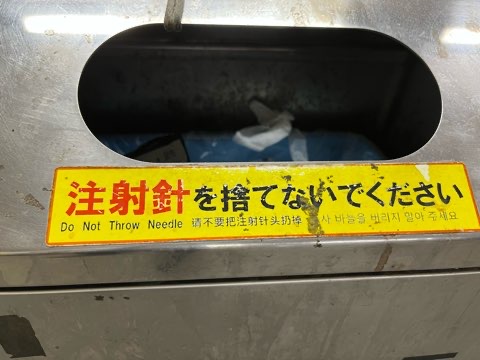 注射針を捨てないでください
Do Not Throw Needle 请不要把注射针头扔掉 사 바늘을 버리지 말아 주세요